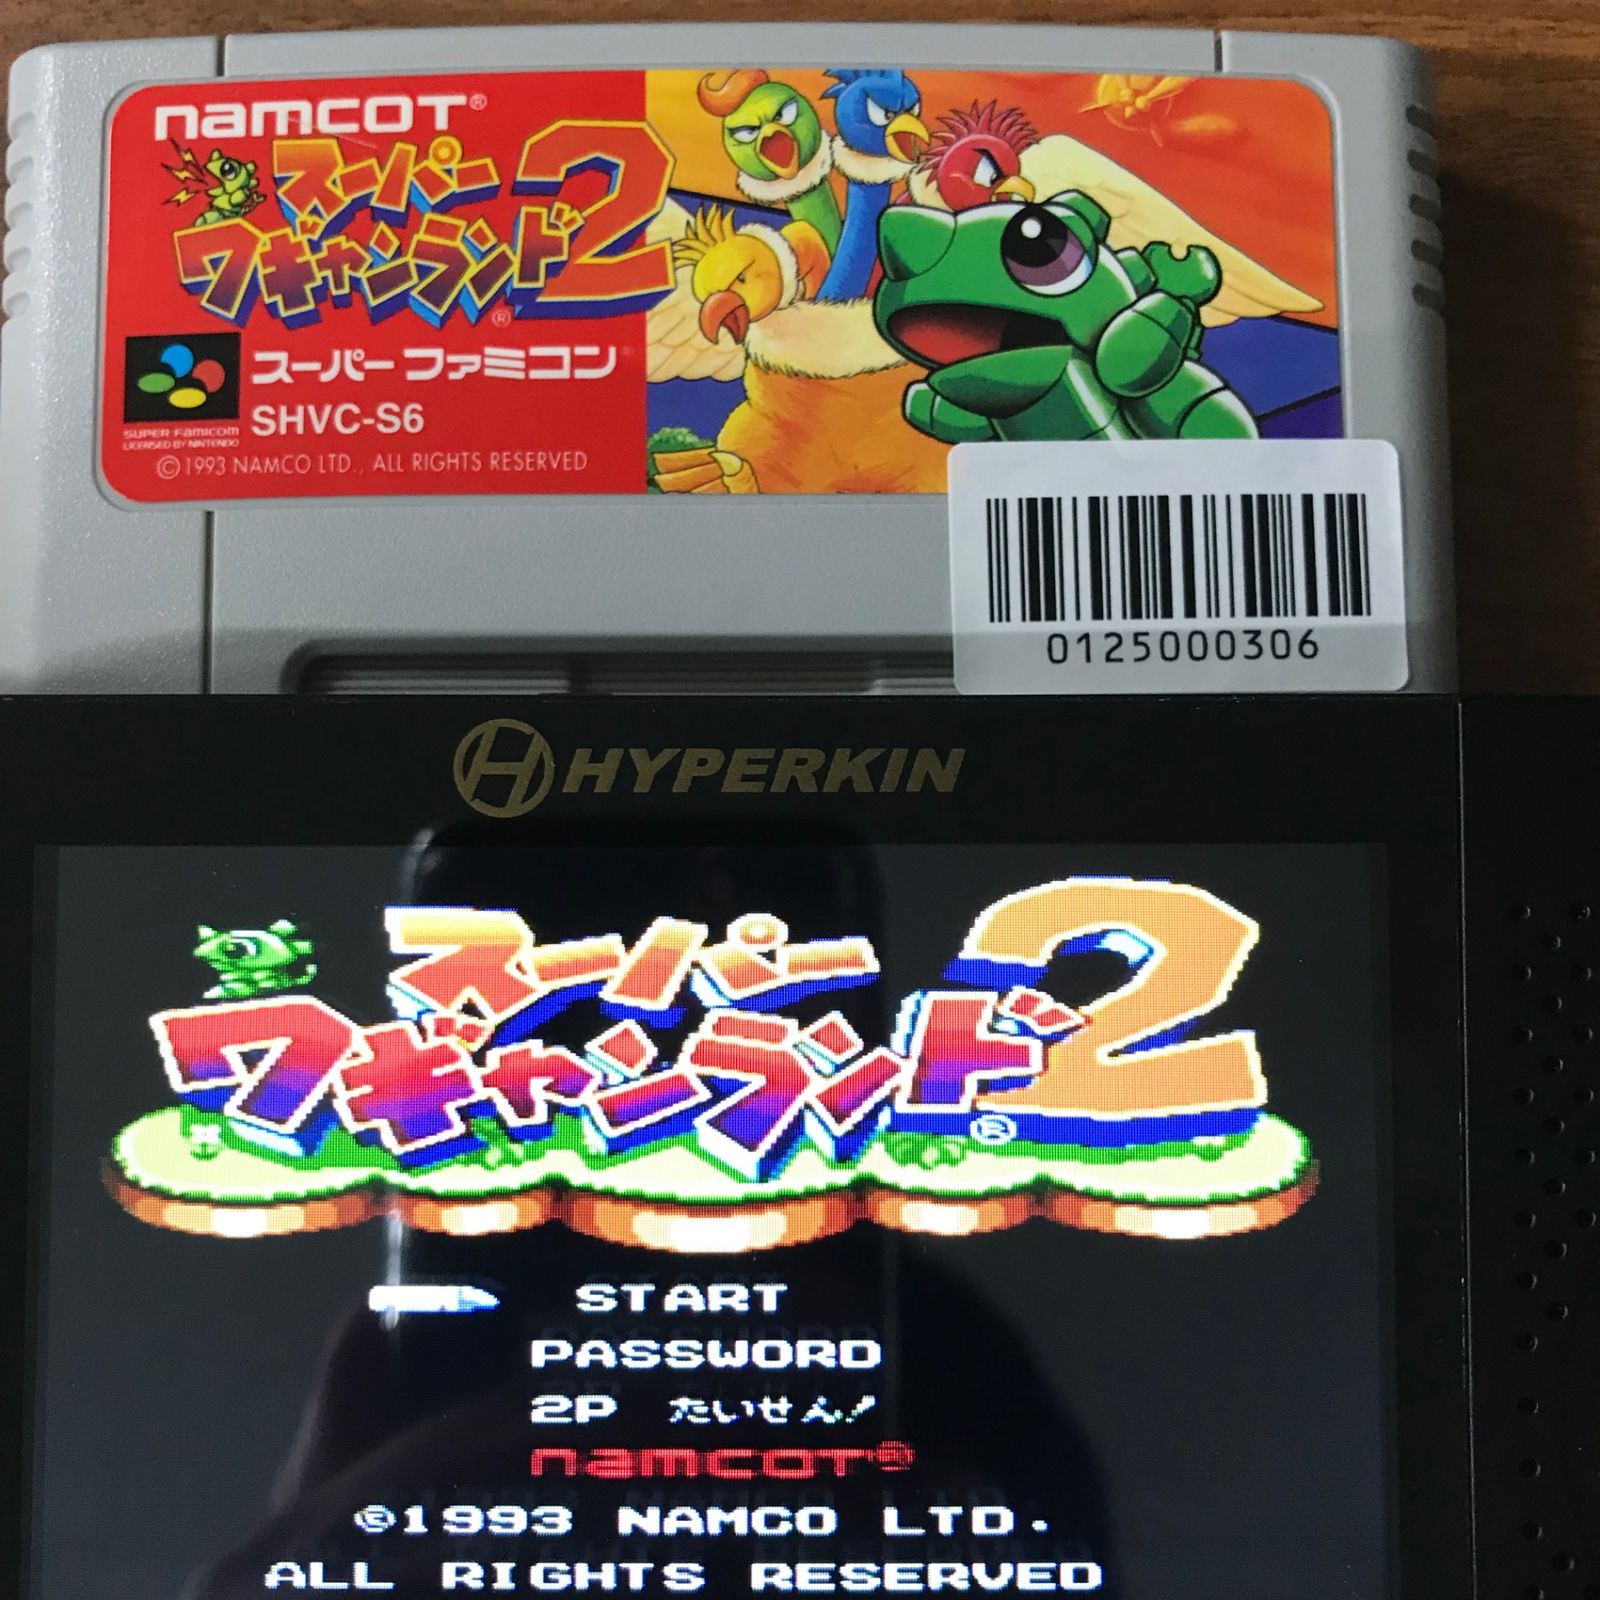 namcot®
スーパー
ワギャンランド2
®
スーパーファミコン
SUPER FAMICOM
LICENSED BY NINTENDO
SHVC-S6
©1993 NAMCO LTD., ALL RIGHTS RESERVED
0125000306
HYPERKIN
スーパー
ワギャンランド2
®
START
PASSWORD
2P たいせん!
namcot®
©1993 NAMCO LTD.
ALL RIGHTS RESERVED